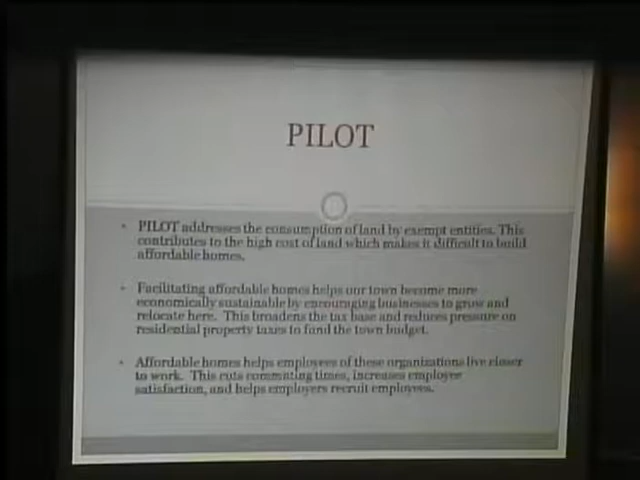 PILOT
• PILOT addresses the consumption of land by exempt entities. This
contributes to the high cost of land which makes it difficult to build
affordable homes.
• Facilitating affordable homes helps our town become more
economically sustainable by encouraging businesses to grow and
relocate here. This broadens the tax base and reduces pressure on
residential property taxes to fund the town budget.
• Affordable homes helps employees of these organizations live closer
to work. This cuts commuting times, increases employee
satisfaction, and helps employers recruit employees.